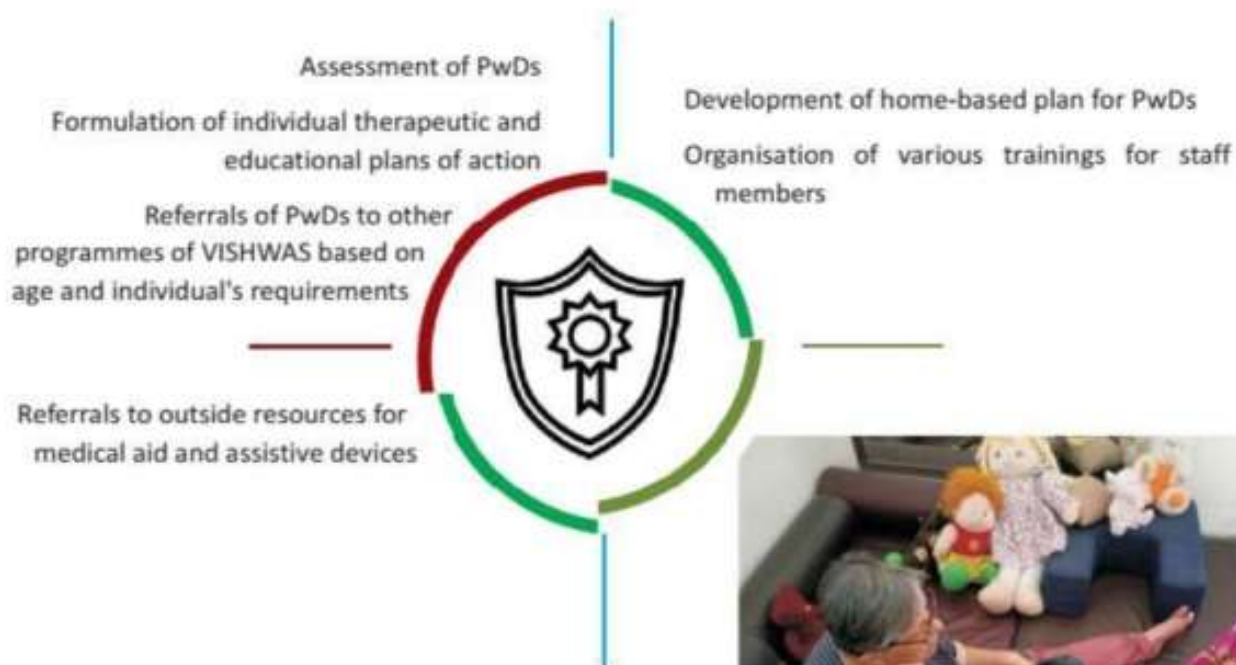 Assessment of PwDs
Formulation of individual therapeutic and
educational plans of action
Referrals of PwDs to other
programmes of VISHWAS based on
age and individual's requirements
Referrals to outside resources for
medical aid and assistive devices
Development of home-based plan for PwDs
Organisation of various trainings for staff
members